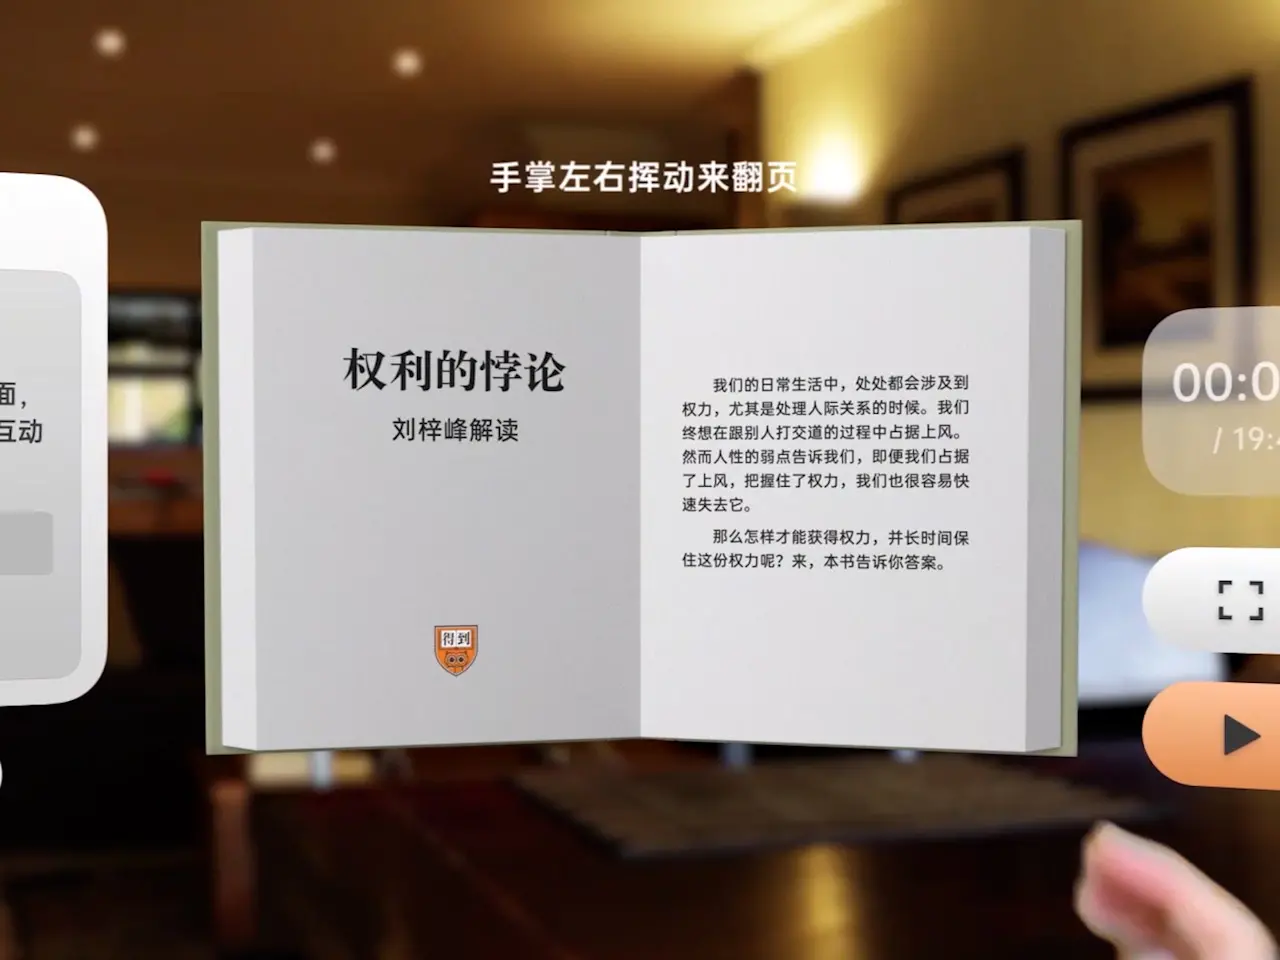 手掌左右挥动来翻页
面，
互动
权利的悖论
刘梓峰解读
得到
我们的日常生活中，处处都会涉及到
权力，尤其是处理人际关系的时候。我们
终想在跟别人打交道的过程中占据上风。
然而人性的弱点告诉我们，即便我们占据
了上风，把握住了权力，我们也很容易快
速失去它。
那么怎样才能获得权力，并长时间保
住这份权力呢？来，本书告诉你答案。
00:0
/ 19:4